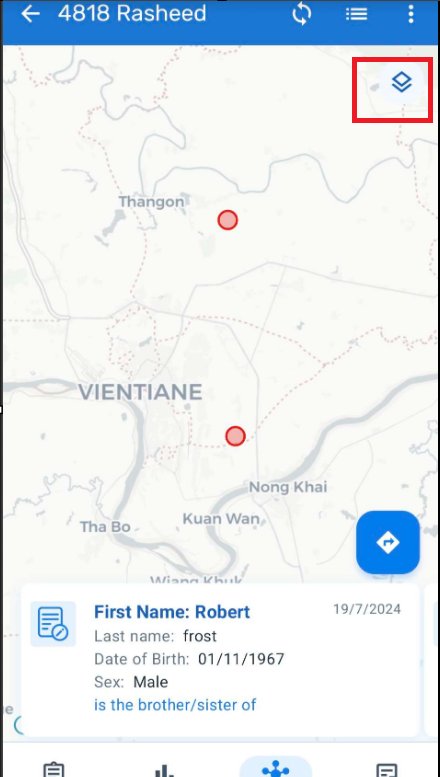 4818 Rasheed
Thangon
VIENTIANE
Nong Khai
Kuan Wan
Tha Bo
Wiang Khuk
First Name: Robert
19/7/2024
Last name: frost
Date of Birth: 01/11/1967
Sex: Male
is the brother/sister of